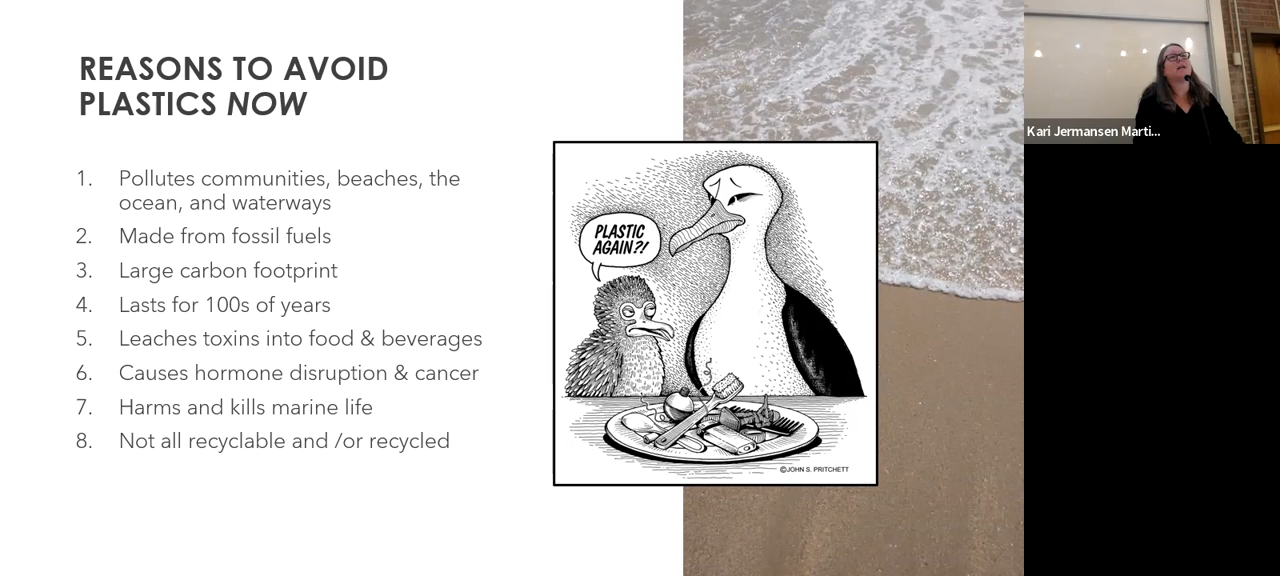 REASONS TO AVOID
PLASTICS NOW
1. Pollutes communities, beaches, the
ocean, and waterways
2. Made from fossil fuels
3. Large carbon footprint
4. Lasts for 100s of years
5. Leaches toxins into food & beverages
6. Causes hormone disruption & cancer
7. Harms and kills marine life
8. Not all recyclable and /or recycled
PLASTIC
AGAIN?!
©JOHN S. PRITCHETT
Kari Jermansen Marti...